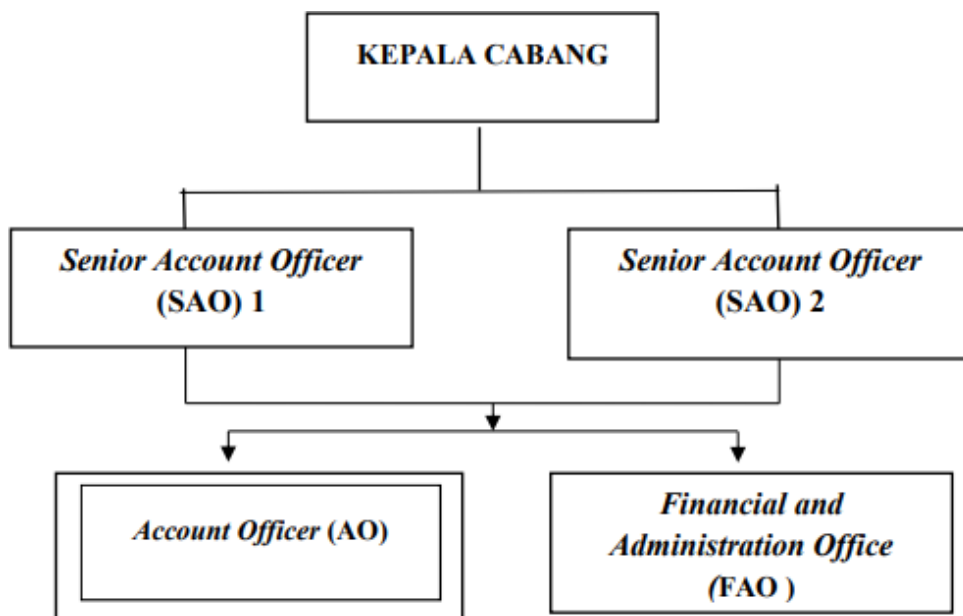 KEPALA CABANG
Senior Account Officer
(SAO) 1
Senior Account Officer
(SAO) 2
Account Officer (AO)
Financial and
Administration Office
(FAO )